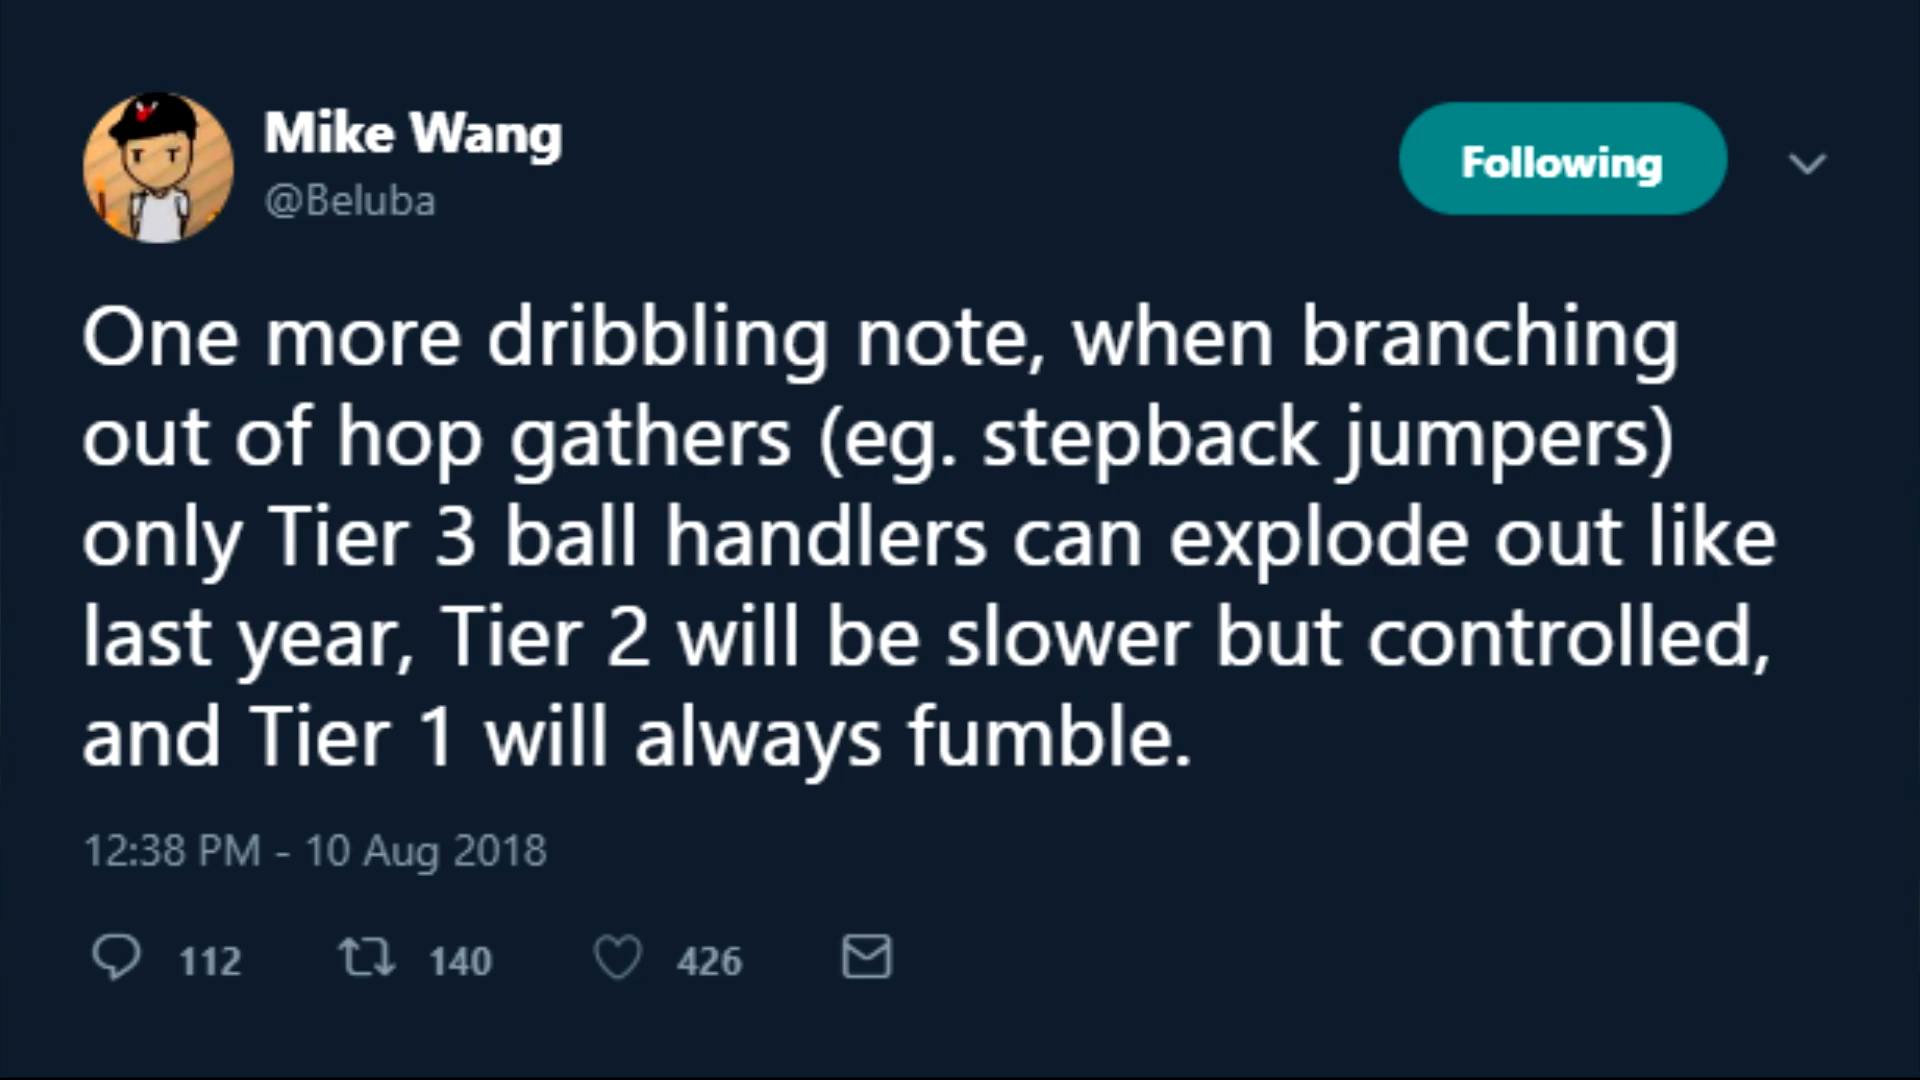 Mike Wang
@Beluba
Following
One more dribbling note, when branching
out of hop gathers (eg. stepback jumpers)
only Tier 3 ball handlers can explode out like
last year, Tier 2 will be slower but controlled,
and Tier 1 will always fumble.
12:38 PM - 10 Aug 2018
112 140 426